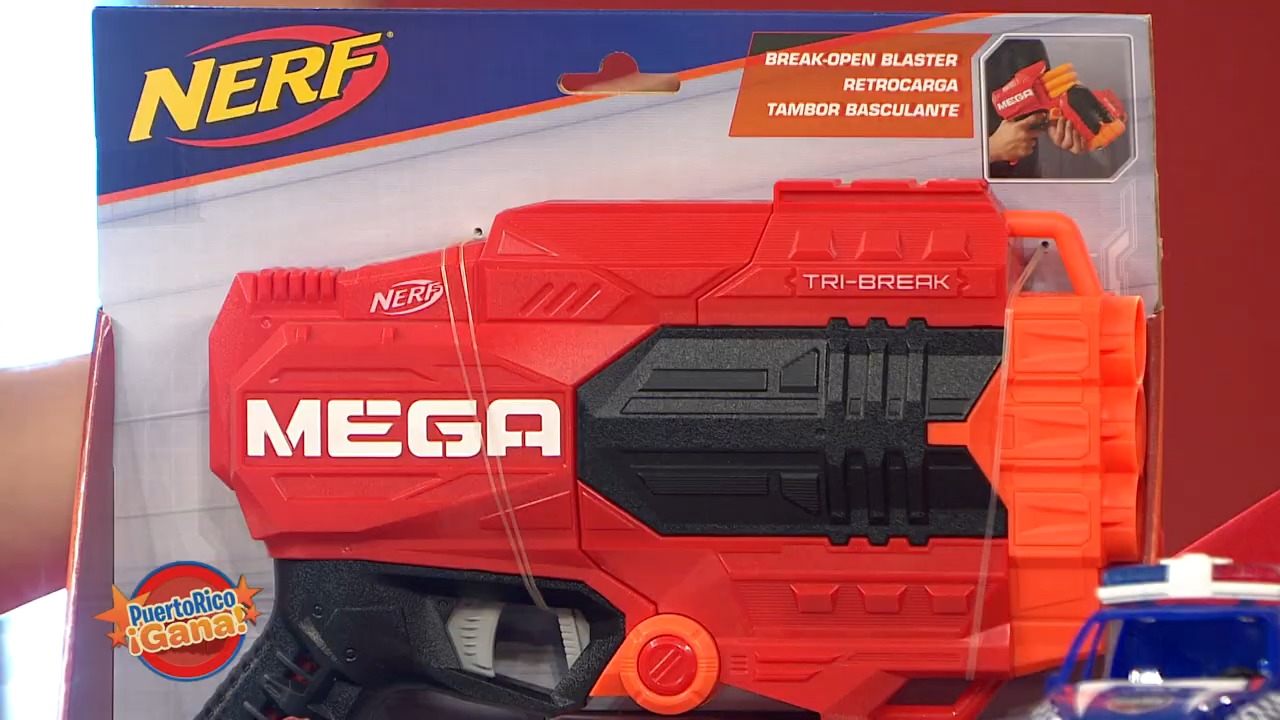 NERF
BREAK-OPEN BLASTER
RETROCARGA
TAMBOR BASCULANTE
MEGA
TRI-BREAK
NERF
MEGA
PuertoRico
¡Gana!